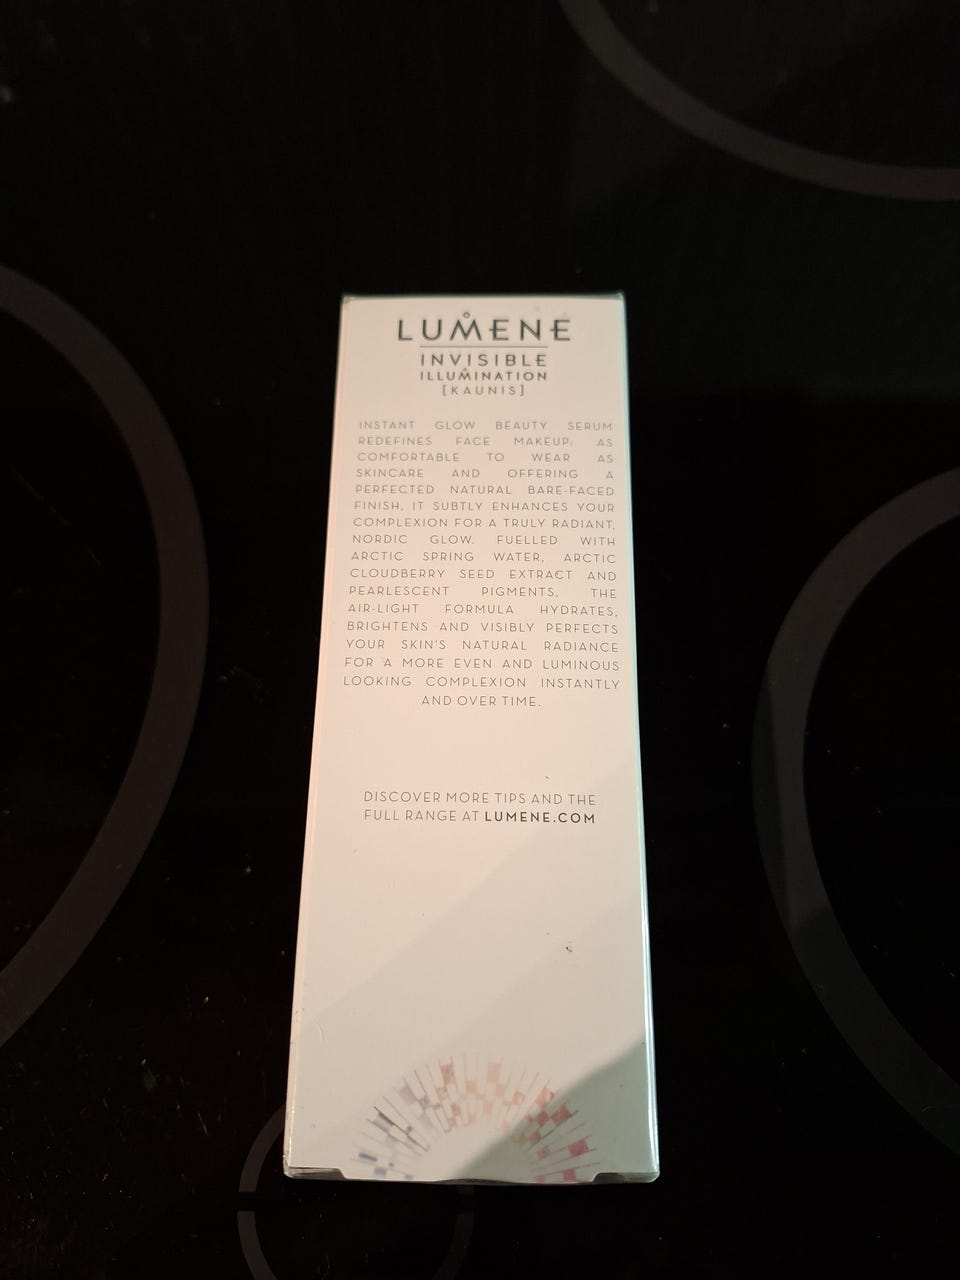 LUMENE
INVISIBLE
ILLUMINATION
[KAUNIS]
INSTANT GLOW BEAUTY SERUM
REDEFINES FACE MAKEUP: AS
COMFORTABLE TO WEAR AS
SKINCARE AND OFFERING A
PERFECTED NATURAL BARE-FACED
FINISH, IT SUBTLY ENHANCES YOUR
COMPLEXION FOR A TRULY RADIANT,
NORDIC GLOW. FUELLED WITH
ARCTIC SPRING WATER, ARCTIC
CLOUDBERRY SEED EXTRACT AND
PEARLESCENT PIGMENTS, THE
AIR-LIGHT FORMULA HYDRATES,
BRIGHTENS AND VISIBLY PERFECTS
YOUR SKIN'S NATURAL RADIANCE
FOR A MORE EVEN AND LUMINOUS
LOOKING COMPLEXION INSTANTLY
AND OVER TIME.
DISCOVER MORE TIPS AND THE
FULL RANGE AT LUMENE.COM